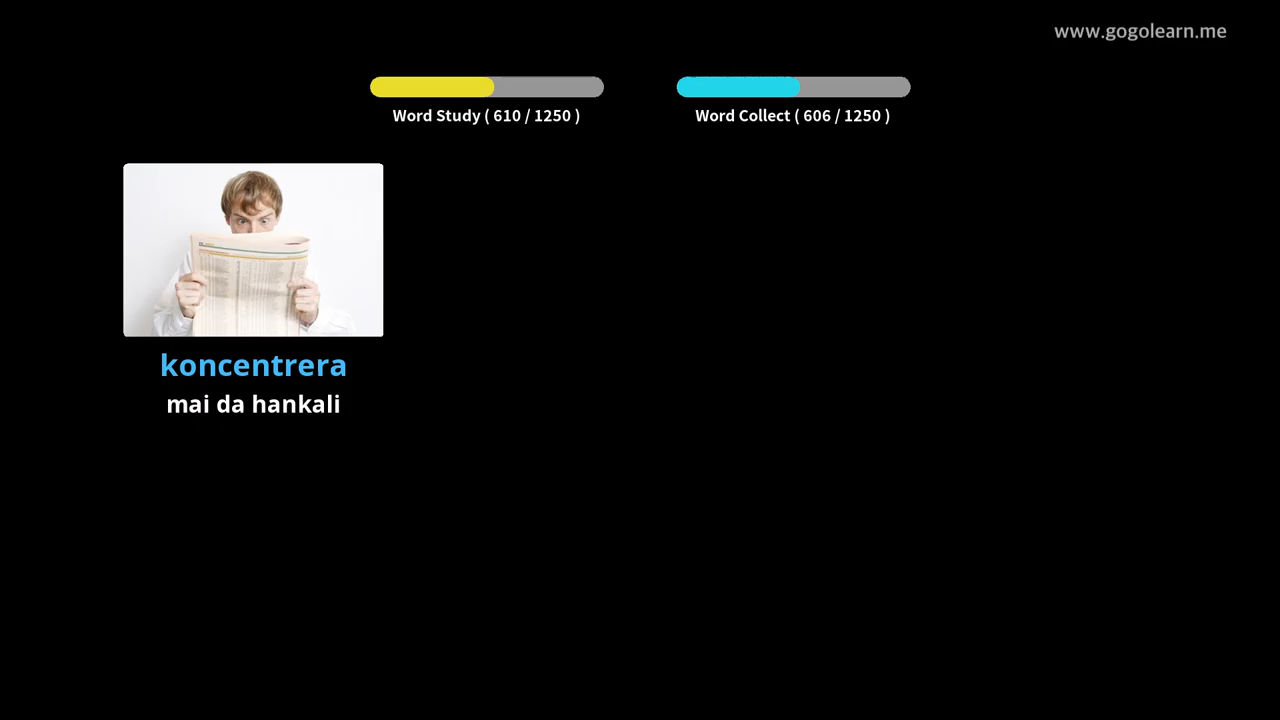 www.gogolearn.me
Word Study ( 610 / 1250 )
Word Collect ( 606 / 1250 )
koncentrera
mai da hankali